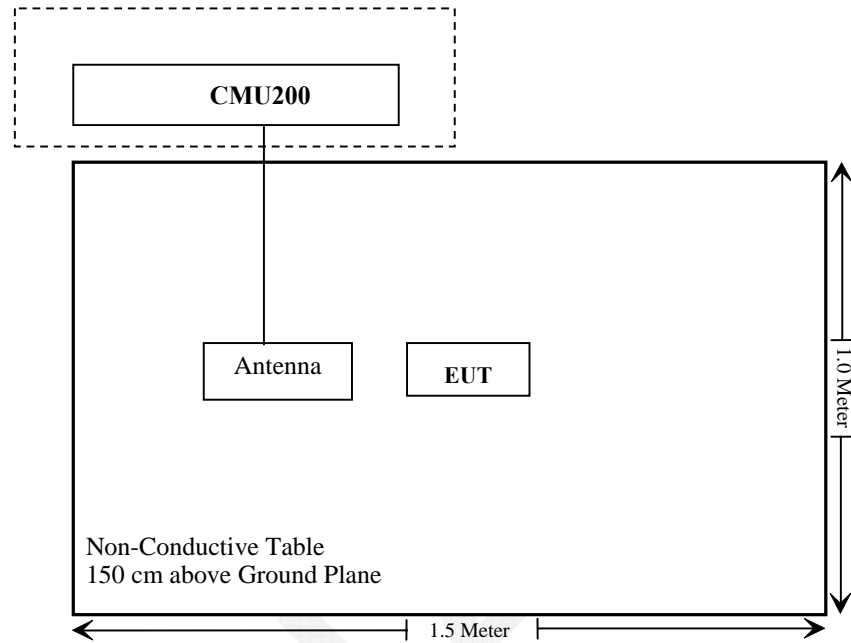 CMU200
Antenna
EUT
1.0 Meter
Non-Conductive Table
150 cm above Ground Plane
1.5 Meter